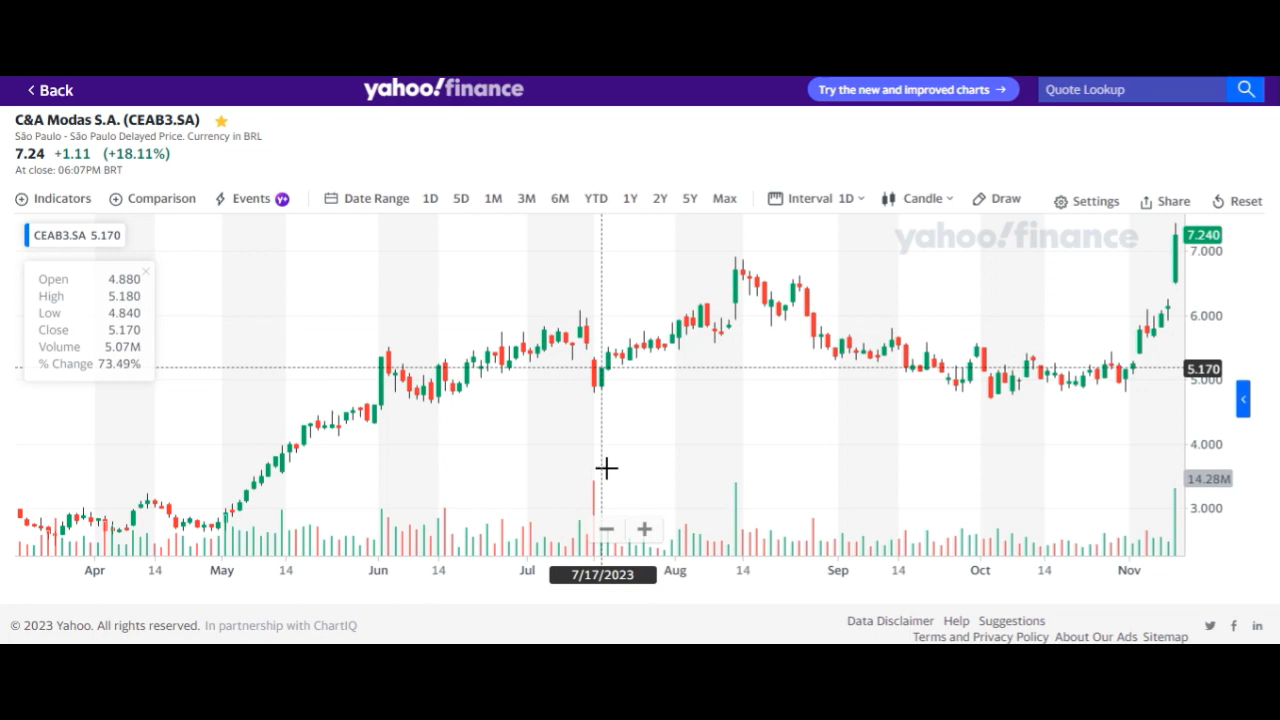 < Back
yahoo!finance
Try the new and improved charts →
Quote Lookup
C&A Modas S.A. (CEAB3.SA)
São Paulo - São Paulo Delayed Price. Currency in BRL
7.24 +1.11 (+18.11%)
At close: 06:07PM BRT
Indicators Comparison Events Y+ Date Range 1D 5D 1M 3M 6M YTD 1Y 2Y 5Y Max Interval 1D Candle Draw Settings Share Reset
CEAB3.SA 5.170
yahoo!finance
7.240
7.000
Open 4.880
High 5.180
Low 4.840
Close 5.170
Volume 5.07M
% Change 73.49%
6.000
5.170
5.000
4.000
14.28M
3.000
Apr 14 May 14 Jun 14 Jul 7/17/2023 Aug 14 Sep 14 Oct 14 Nov
© 2023 Yahoo. All rights reserved. In partnership with ChartIQ
Data Disclaimer Help Suggestions
Terms and Privacy Policy About Our Ads Sitemap